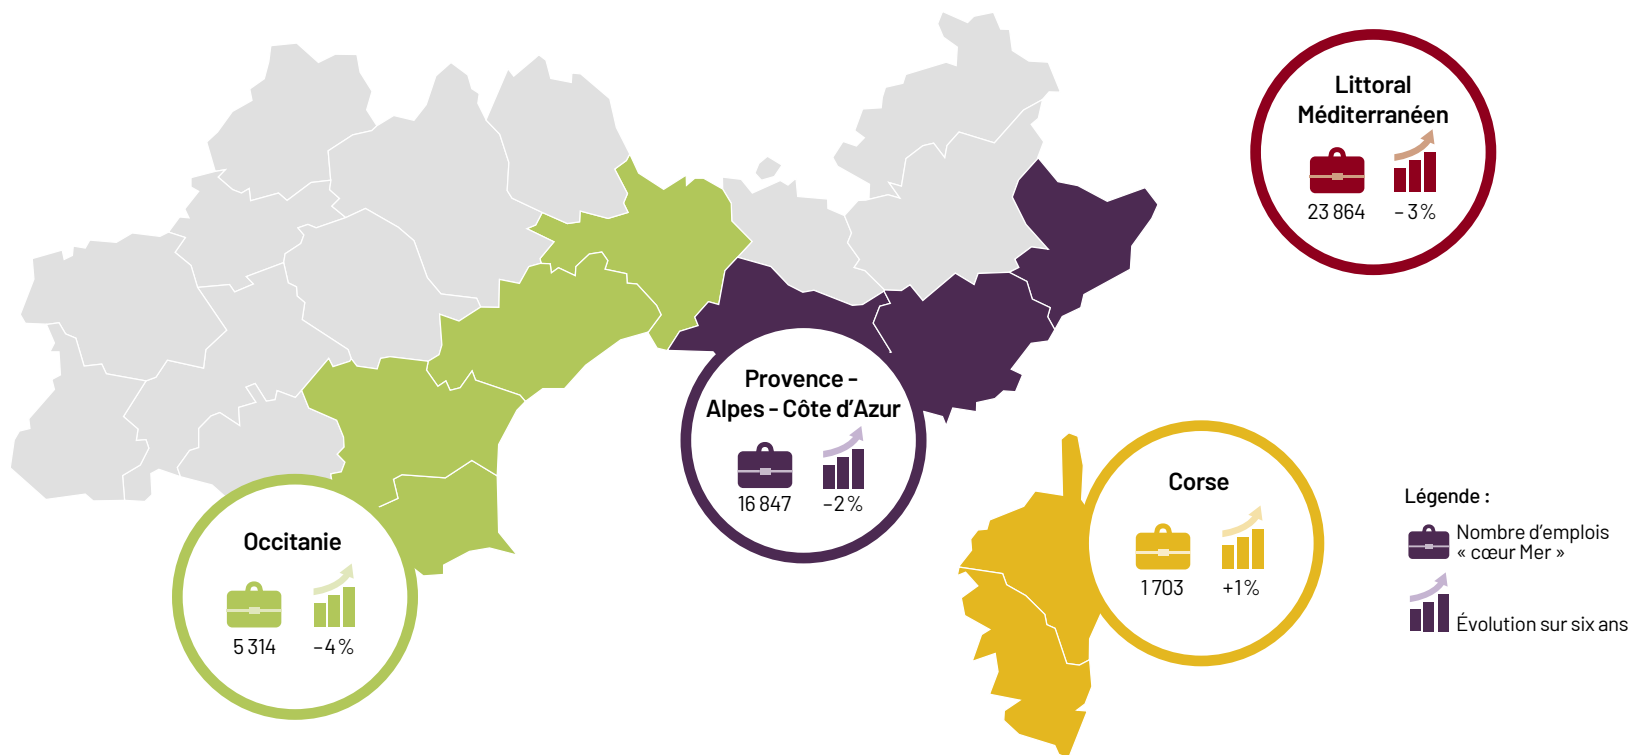 Littoral
Méditerranéen
23 864
– 3 %
Provence -
Alpes - Côte d’Azur
16 847
–2 %
Corse
1 703
+1 %
Occitanie
5 314
–4 %
Légende :
Nombre d’emplois
« cœur Mer »
Évolution sur six ans